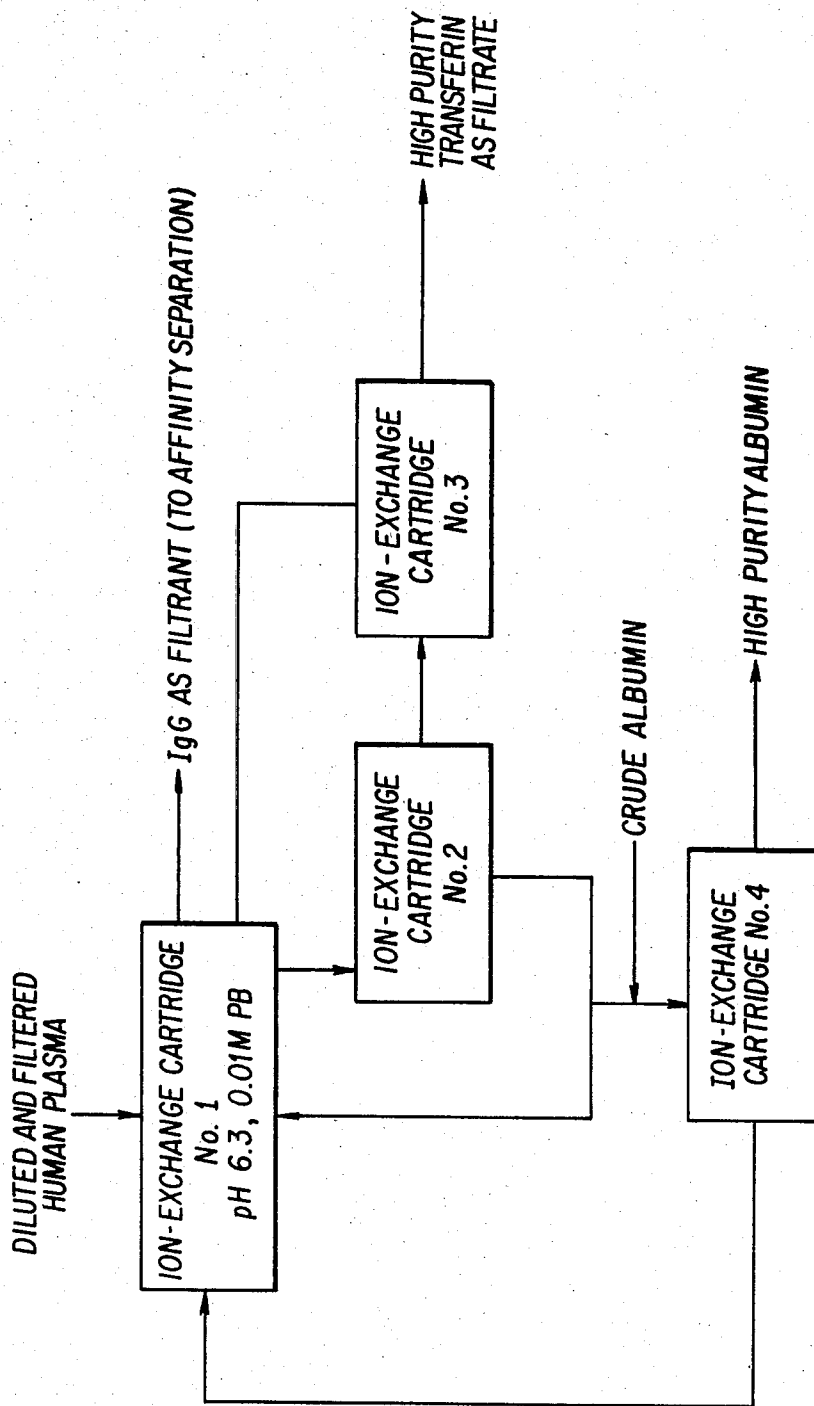 DILUTED AND FILTERED
HUMAN PLASMA
ION-EXCHANGE CARTRIDGE
No. 1
pH 6.3, 0.01M PB
IgG AS FILTRANT (TO AFFINITY SEPARATION)
ION-EXCHANGE
CARTRIDGE
No.2
ION-EXCHANGE
CARTRIDGE
No.3
HIGH PURITY
TRANSFERIN
AS FILTRATE
CRUDE ALBUMIN
ION-EXCHANGE
CARTRIDGE No.4
HIGH PURITY ALBUMIN